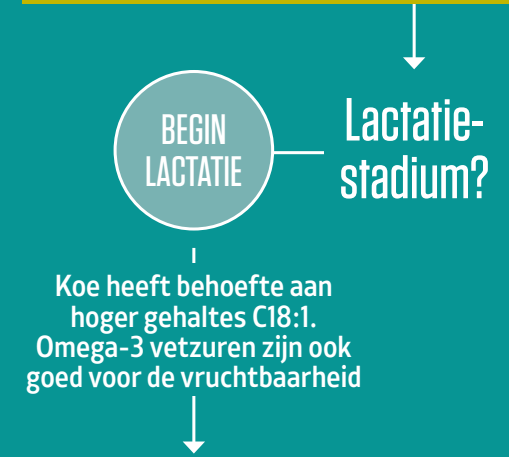 Lactatie-
stadium?
BEGIN
LACTATIE
Koe heeft behoefte aan
hoger gehaltes C18:1.
Omega-3 vetzuren zijn ook
goed voor de vruchtbaarheid